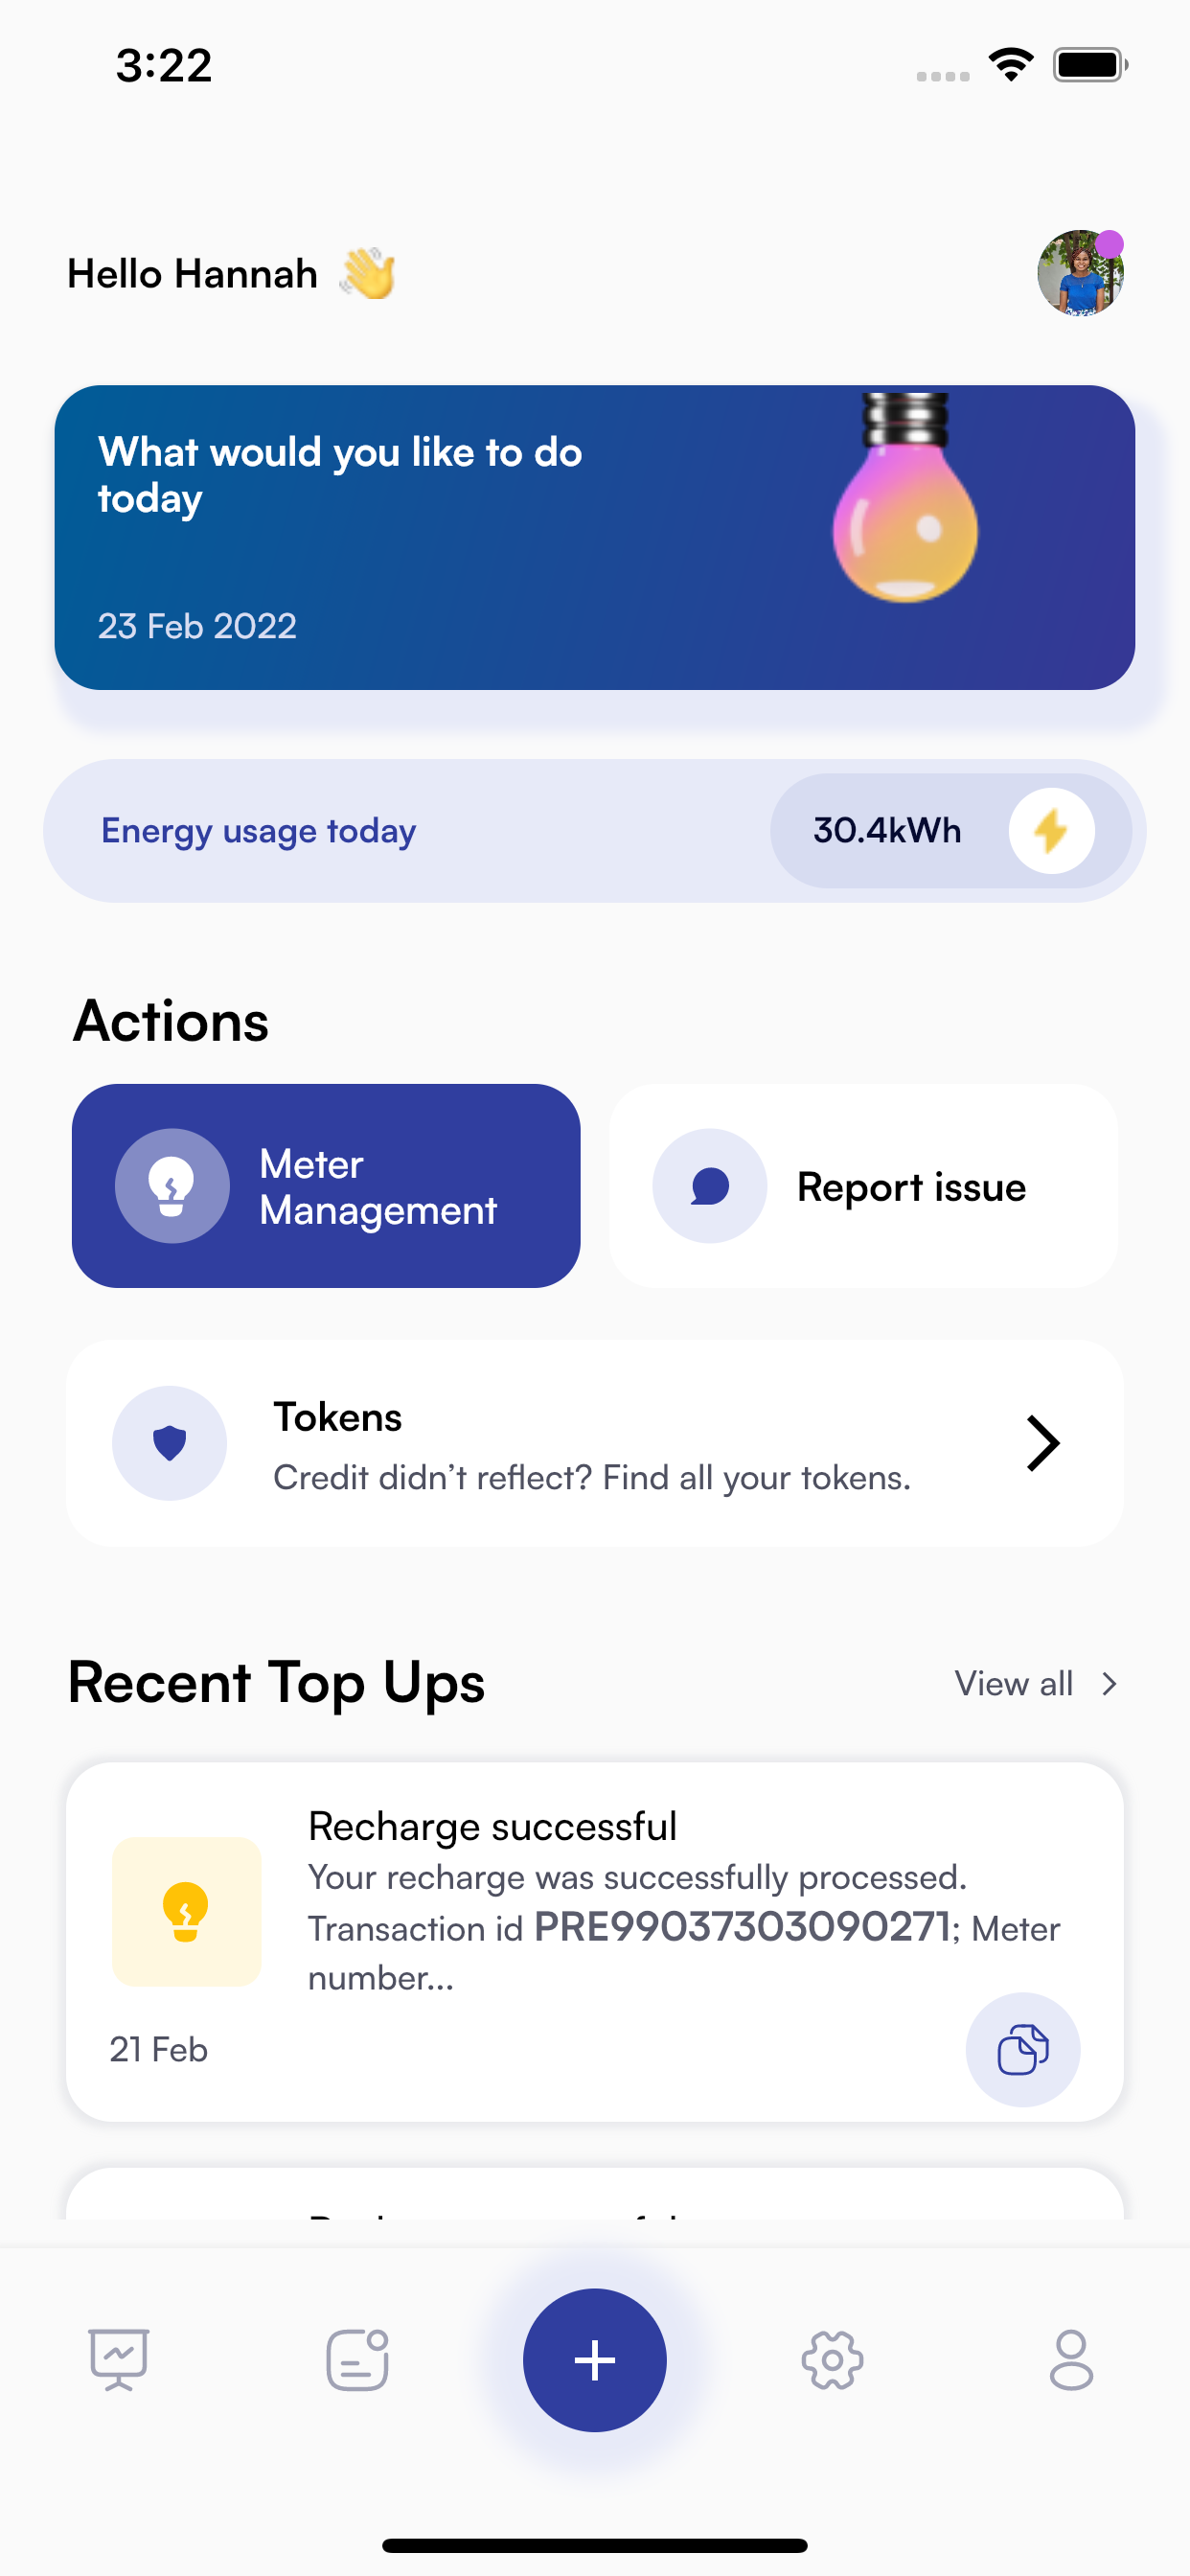 3:22
Hello Hannah 👋
What would you like to do
today
23 Feb 2022
Energy usage today
30.4kWh
Actions
Meter
Management
Report issue
Tokens
Credit didn’t reflect? Find all your tokens.
Recent Top Ups
View all
Recharge successful
Your recharge was successfully processed.
Transaction id PRE99037303090271; Meter
number...
21 Feb